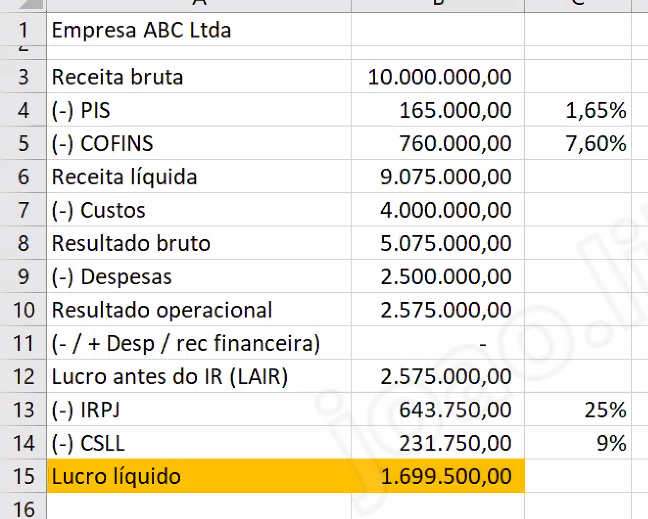 1 Empresa ABC Ltda
3 Receita bruta 10.000.000,00
4 (-) PIS 165.000,00 1,65%
5 (-) COFINS 760.000,00 7,60%
6 Receita líquida 9.075.000,00
7 (-) Custos 4.000.000,00
8 Resultado bruto 5.075.000,00
9 (-) Despesas 2.500.000,00
10 Resultado operacional 2.575.000,00
11 (- / + Desp / rec financeira) -
12 Lucro antes do IR (LAIR) 2.575.000,00
13 (-) IRPJ 643.750,00 25%
14 (-) CSLL 231.750,00 9%
15 Lucro líquido 1.699.500,00
16
joao.li